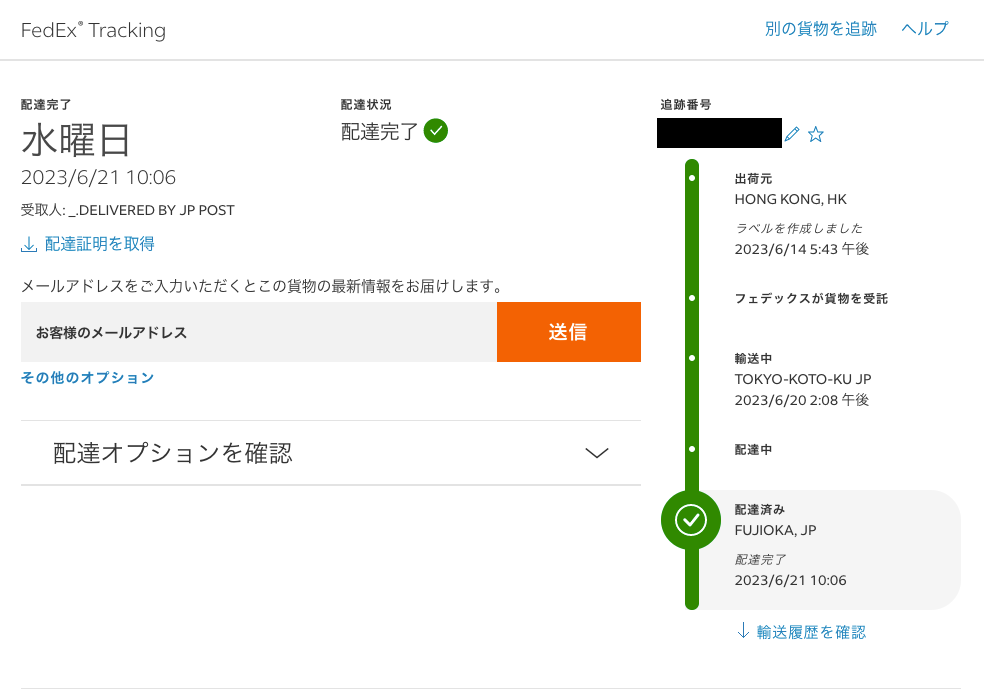 FedEx® Tracking
別の貨物を追跡 ヘルプ
配達完了
水曜日
2023/6/21 10:06
受取人: _.DELIVERED BY JP POST
配達証明を取得
配達状況
配達完了
メールアドレスをご入力いただくとこの貨物の最新情報をお届けします。
お客様のメールアドレス
送信
その他のオプション
配達オプションを確認
追跡番号
出荷元
HONG KONG, HK
ラベルを作成しました
2023/6/14 5:43 午後
フェデックスが貨物を受託
輸送中
TOKYO-KOTO-KU JP
2023/6/20 2:08 午後
配達中
配達済み
FUJIOKA, JP
配達完了
2023/6/21 10:06
輸送履歴を確認